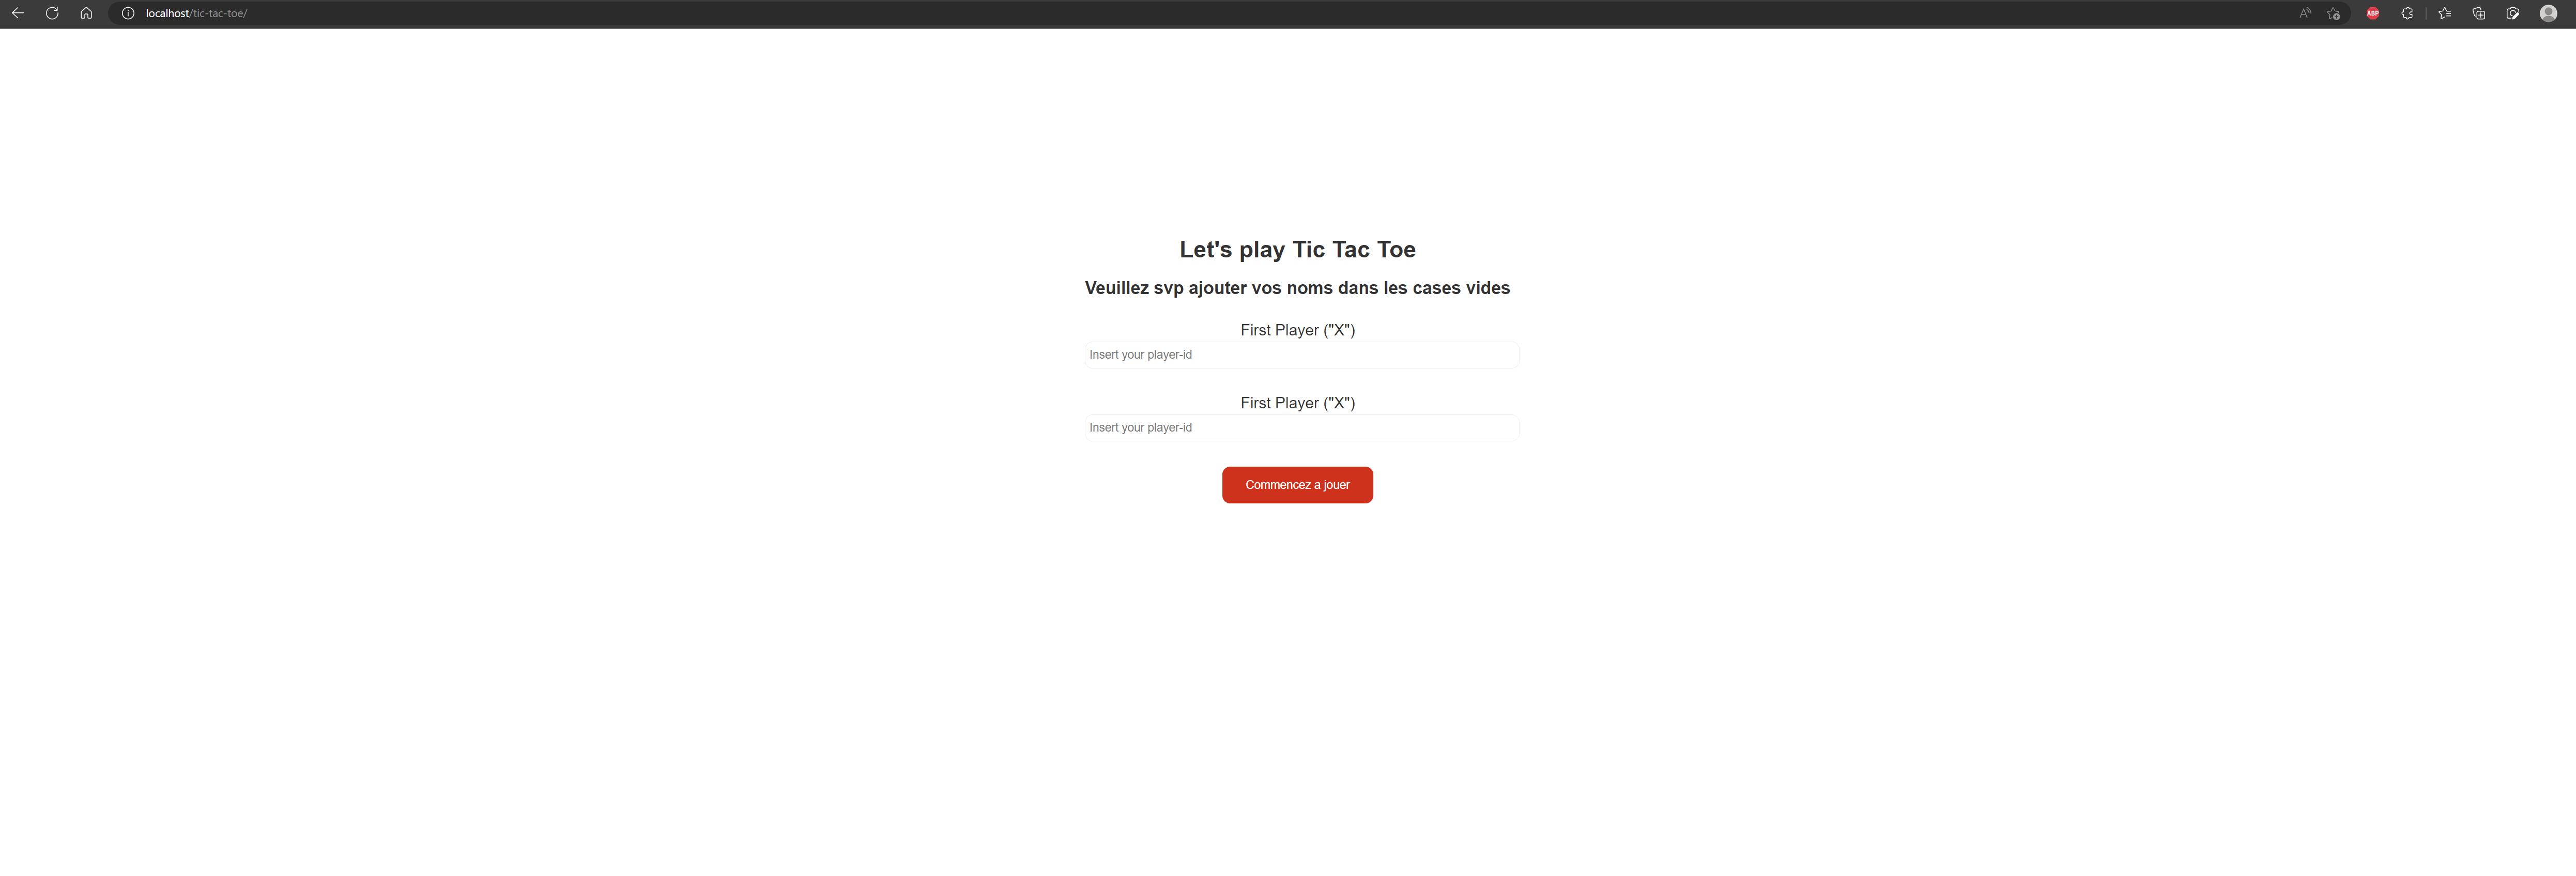 localhost/tic-tac-toe/
ABP
Let's play Tic Tac Toe
Veuillez svp ajouter vos noms dans les cases vides
First Player ("X")
Insert your player-id
First Player ("X")
Insert your player-id
Commencez a jouer